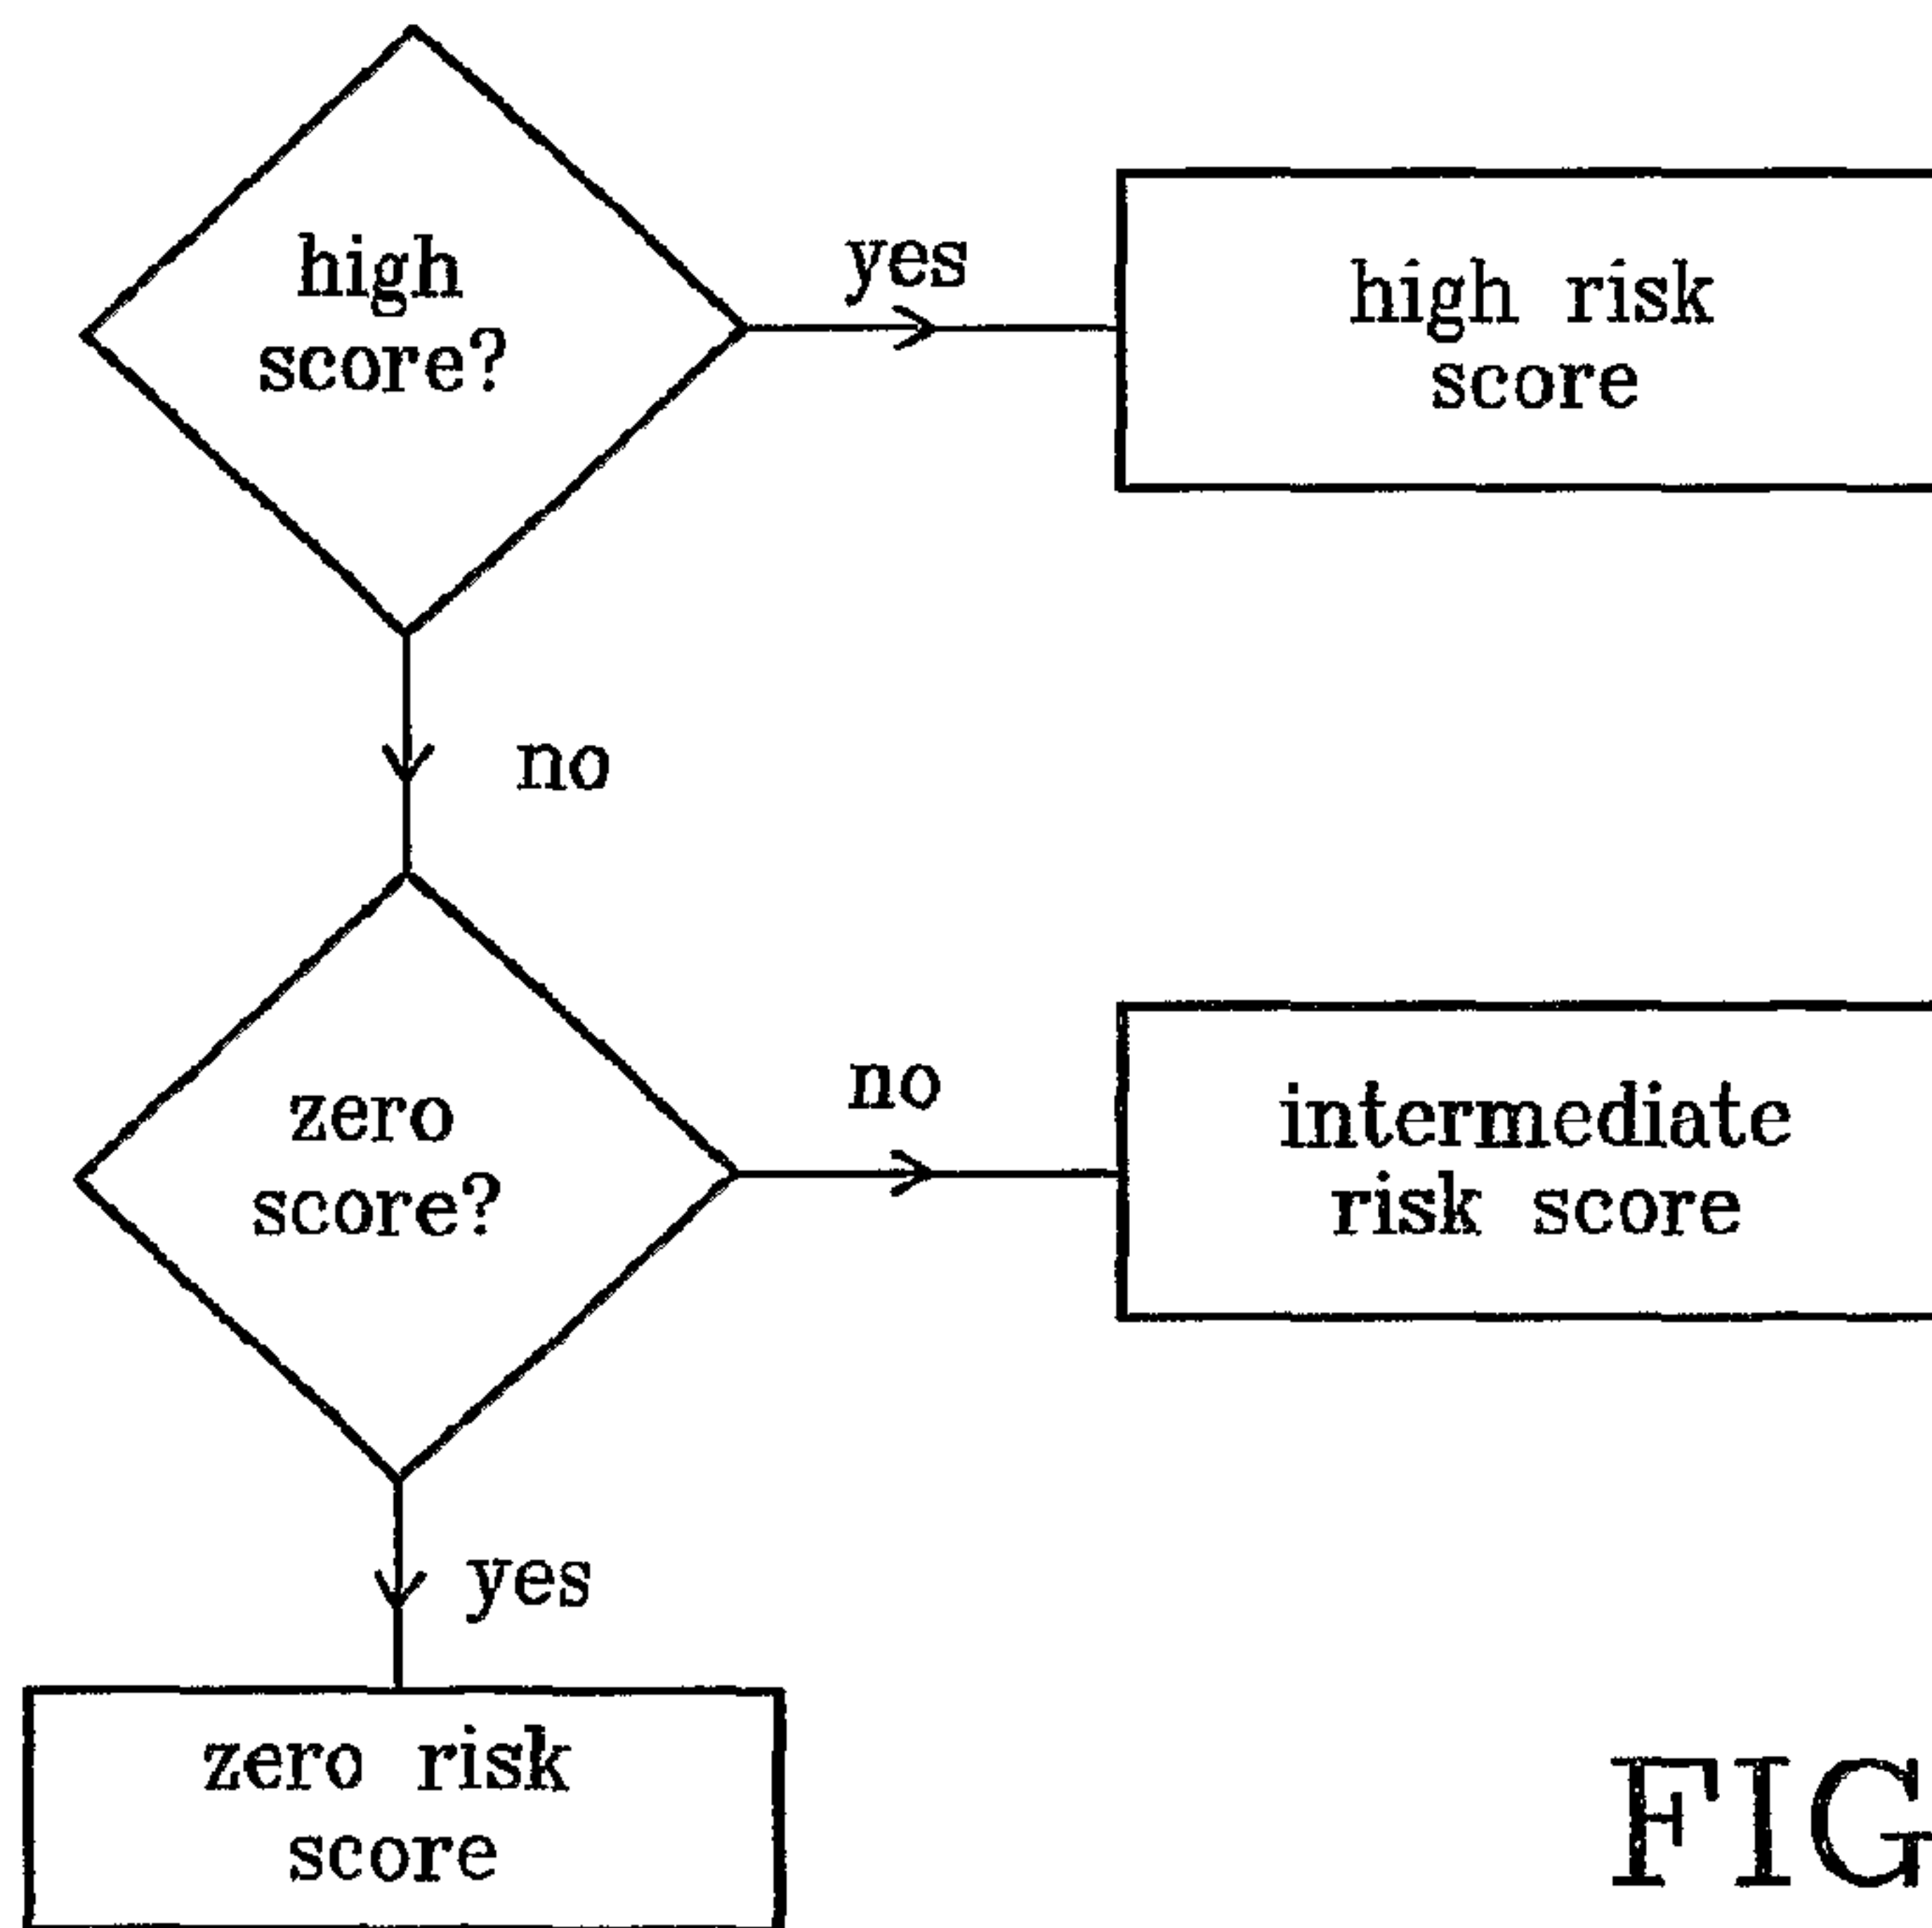 high
score?
yes
high risk
score
no
zero
score?
no
intermediate
risk score
yes
zero risk
score
FIG